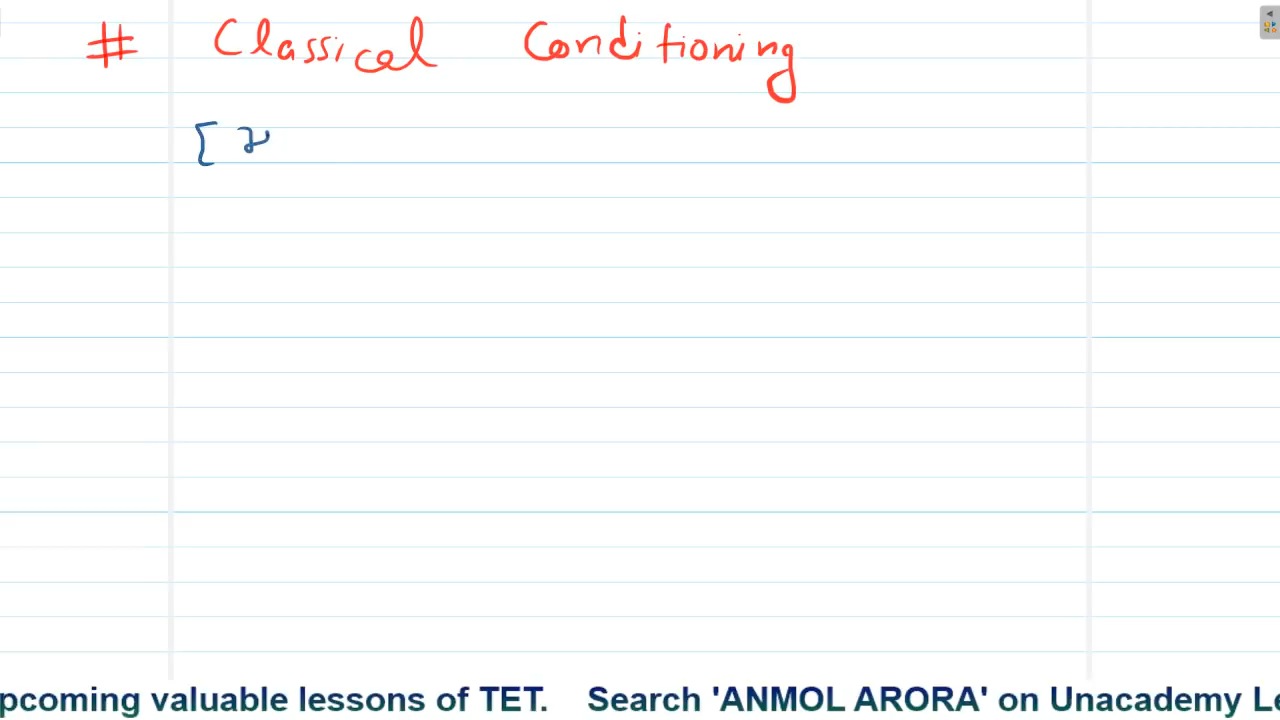 # Classical Conditioning
[
pcoming valuable lessons of TET. Search 'ANMOL ARORA' on Unacademy Le